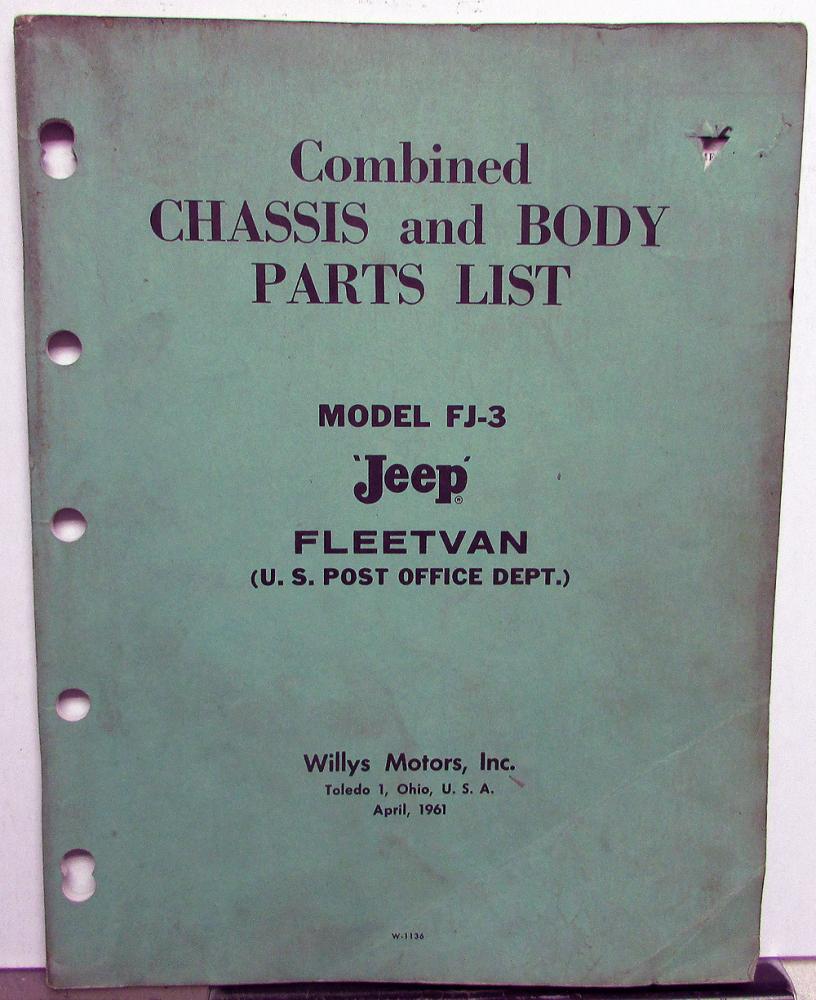 Combined
CHASSIS and BODY
PARTS LIST
MODEL FJ-3
'Jeep'®
FLEETVAN
(U. S. POST OFFICE DEPT.)
Willys Motors, Inc.
Toledo 1, Ohio, U. S. A.
April, 1961
W-1136